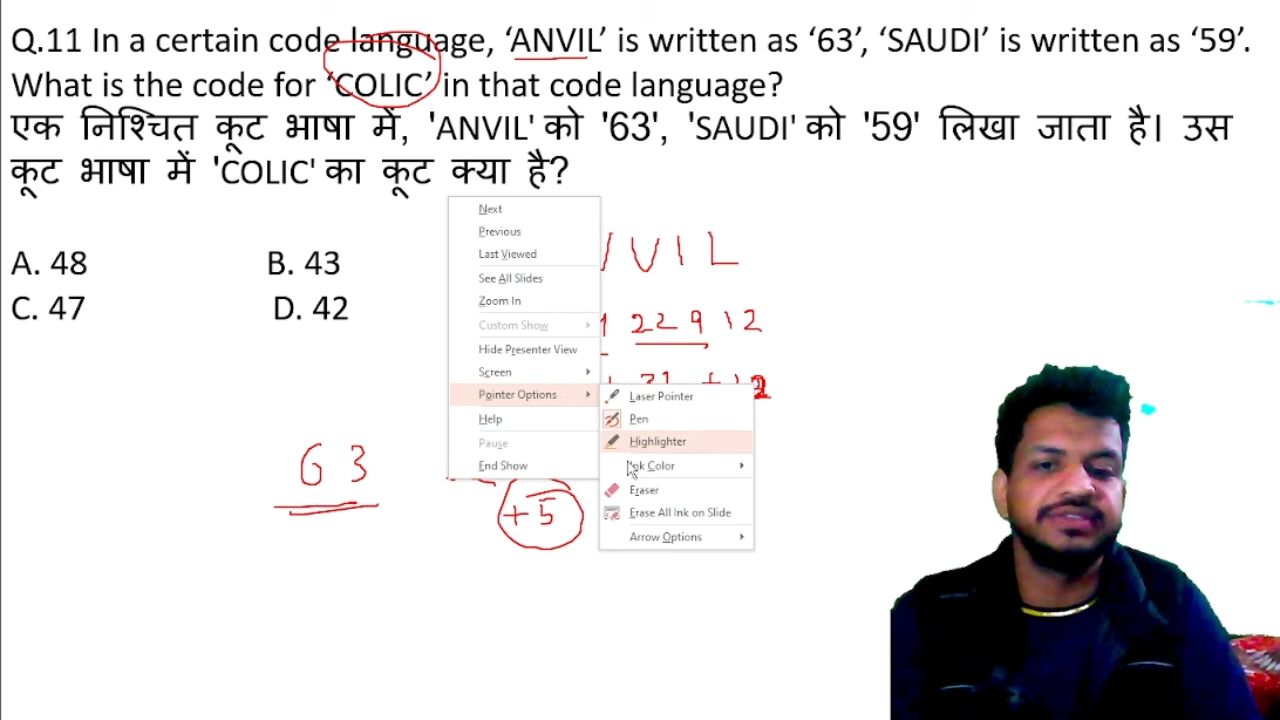 Q.11 In a certain code language, ‘ANVIL’ is written as ‘63’, ‘SAUDI’ is written as ‘59’.
What is the code for ‘COLIC’ in that code language?
एक निश्चित कूट भाषा में, 'ANVIL' को '63', 'SAUDI' को '59' लिखा जाता है। उस
कूट भाषा में 'COLIC' का कूट क्या है?
A. 48 B. 43
C. 47 D. 42
Next
Previous
Last Viewed
See All Slides
Zoom In
Custom Show
Hide Presenter View
Screen
Pointer Options
Help
Pause
End Show
Laser Pointer
Pen
Highlighter
Ink Color
Eraser
Erase All Ink on Slide
Arrow Options
V I L
22 9 12
63
+5